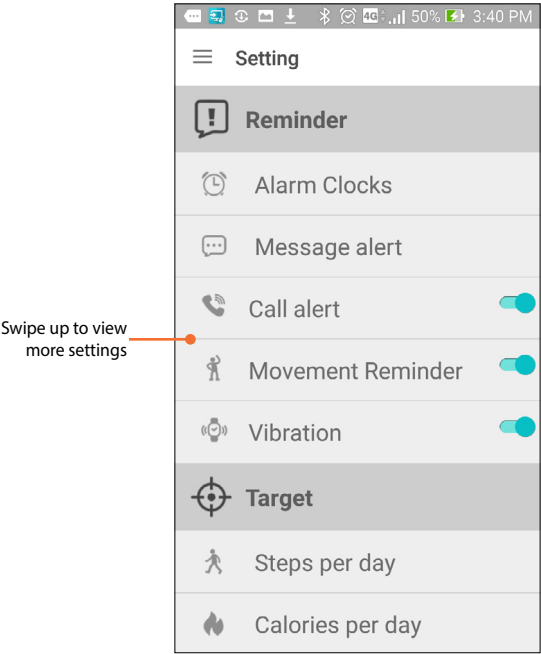 4G 50% 3:40 PM
Setting
Reminder
Alarm Clocks
Message alert
Call alert
Swipe up to view
more settings
Movement Reminder
Vibration
Target
Steps per day
Calories per day